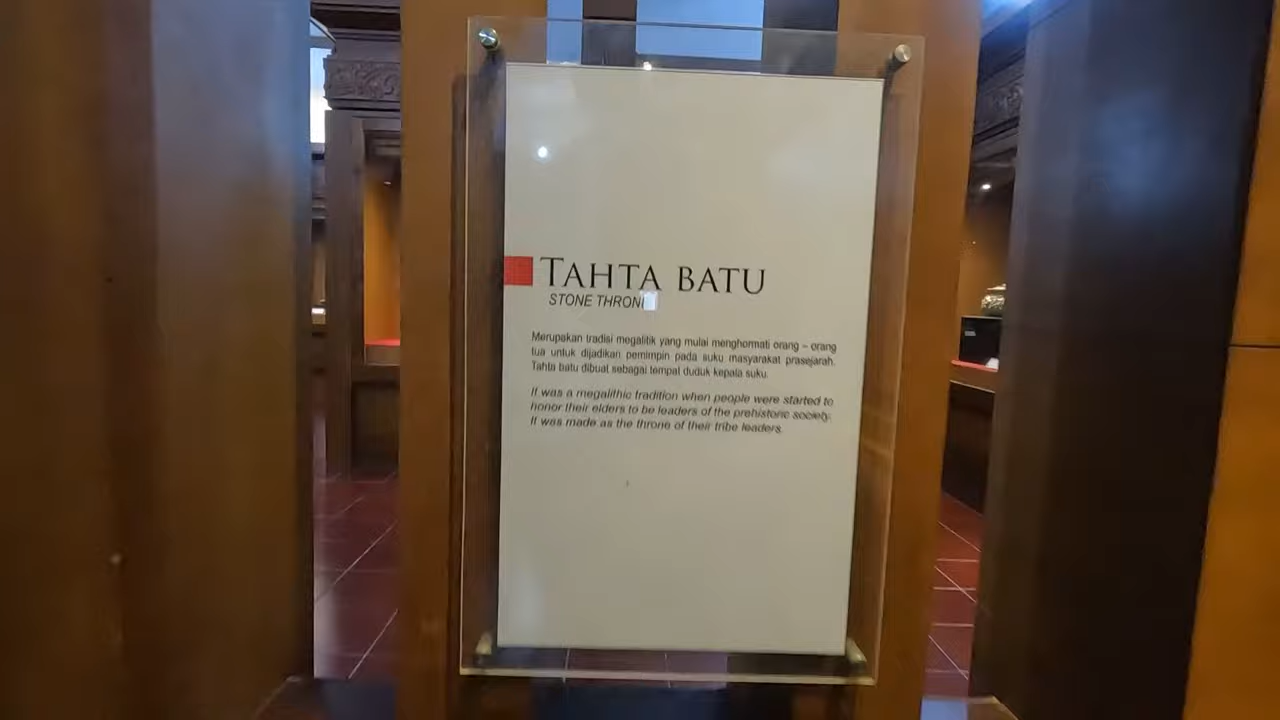 TAHTA BATU
STONE THRONE
Merupakan tradisi megalitik yang mulai menghormati orang – orang
tua untuk dijadikan pemimpin pada suku masyarakat prasejarah.
Tahta batu dibuat sebagai tempat duduk kepala suku.
It was a megalithic tradition when people were started to
honor their elders to be leaders of the prehistoric society.
It was made as the throne of their tribe leaders.